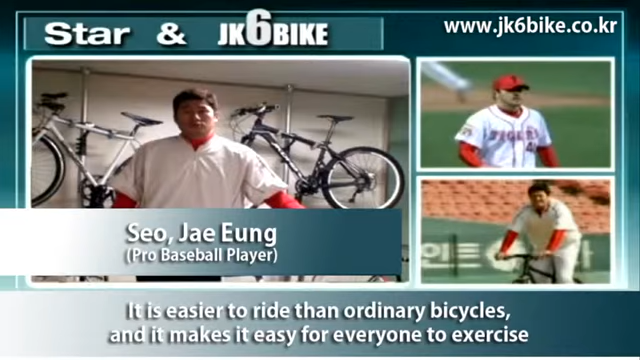 Star & JK6BIKE
www.jk6bike.co.kr
TIGERS
Seo, Jae Eung
(Pro Baseball Player)
It is easier to ride than ordinary bicycles,
and it makes it easy for everyone to exercise